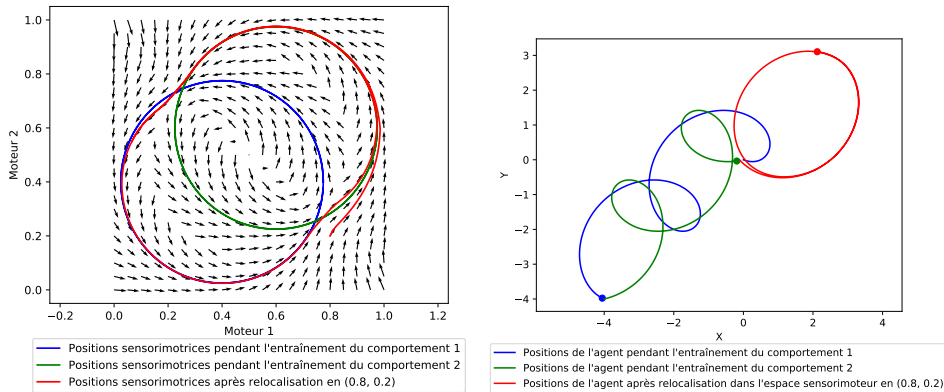 1.0
0.8
0.6
0.4
0.2
0.0
Moteur 2
−0.2 0.0 0.2 0.4 0.6 0.8 1.0 1.2
Moteur 1
Positions sensorimotrices pendant l'entraînement du comportement 1
Positions sensorimotrices pendant l'entraînement du comportement 2
Positions sensorimotrices après relocalisation en (0.8, 0.2)
3
2
1
0
−1
−2
−3
−4
Y
−4 −2 0 2 4
X
Positions de l'agent pendant l'entraînement du comportement 1
Positions de l'agent pendant l'entraînement du comportement 2
Positions de l'agent après relocalisation dans l'espace sensorimoteur en (0.8, 0.2)